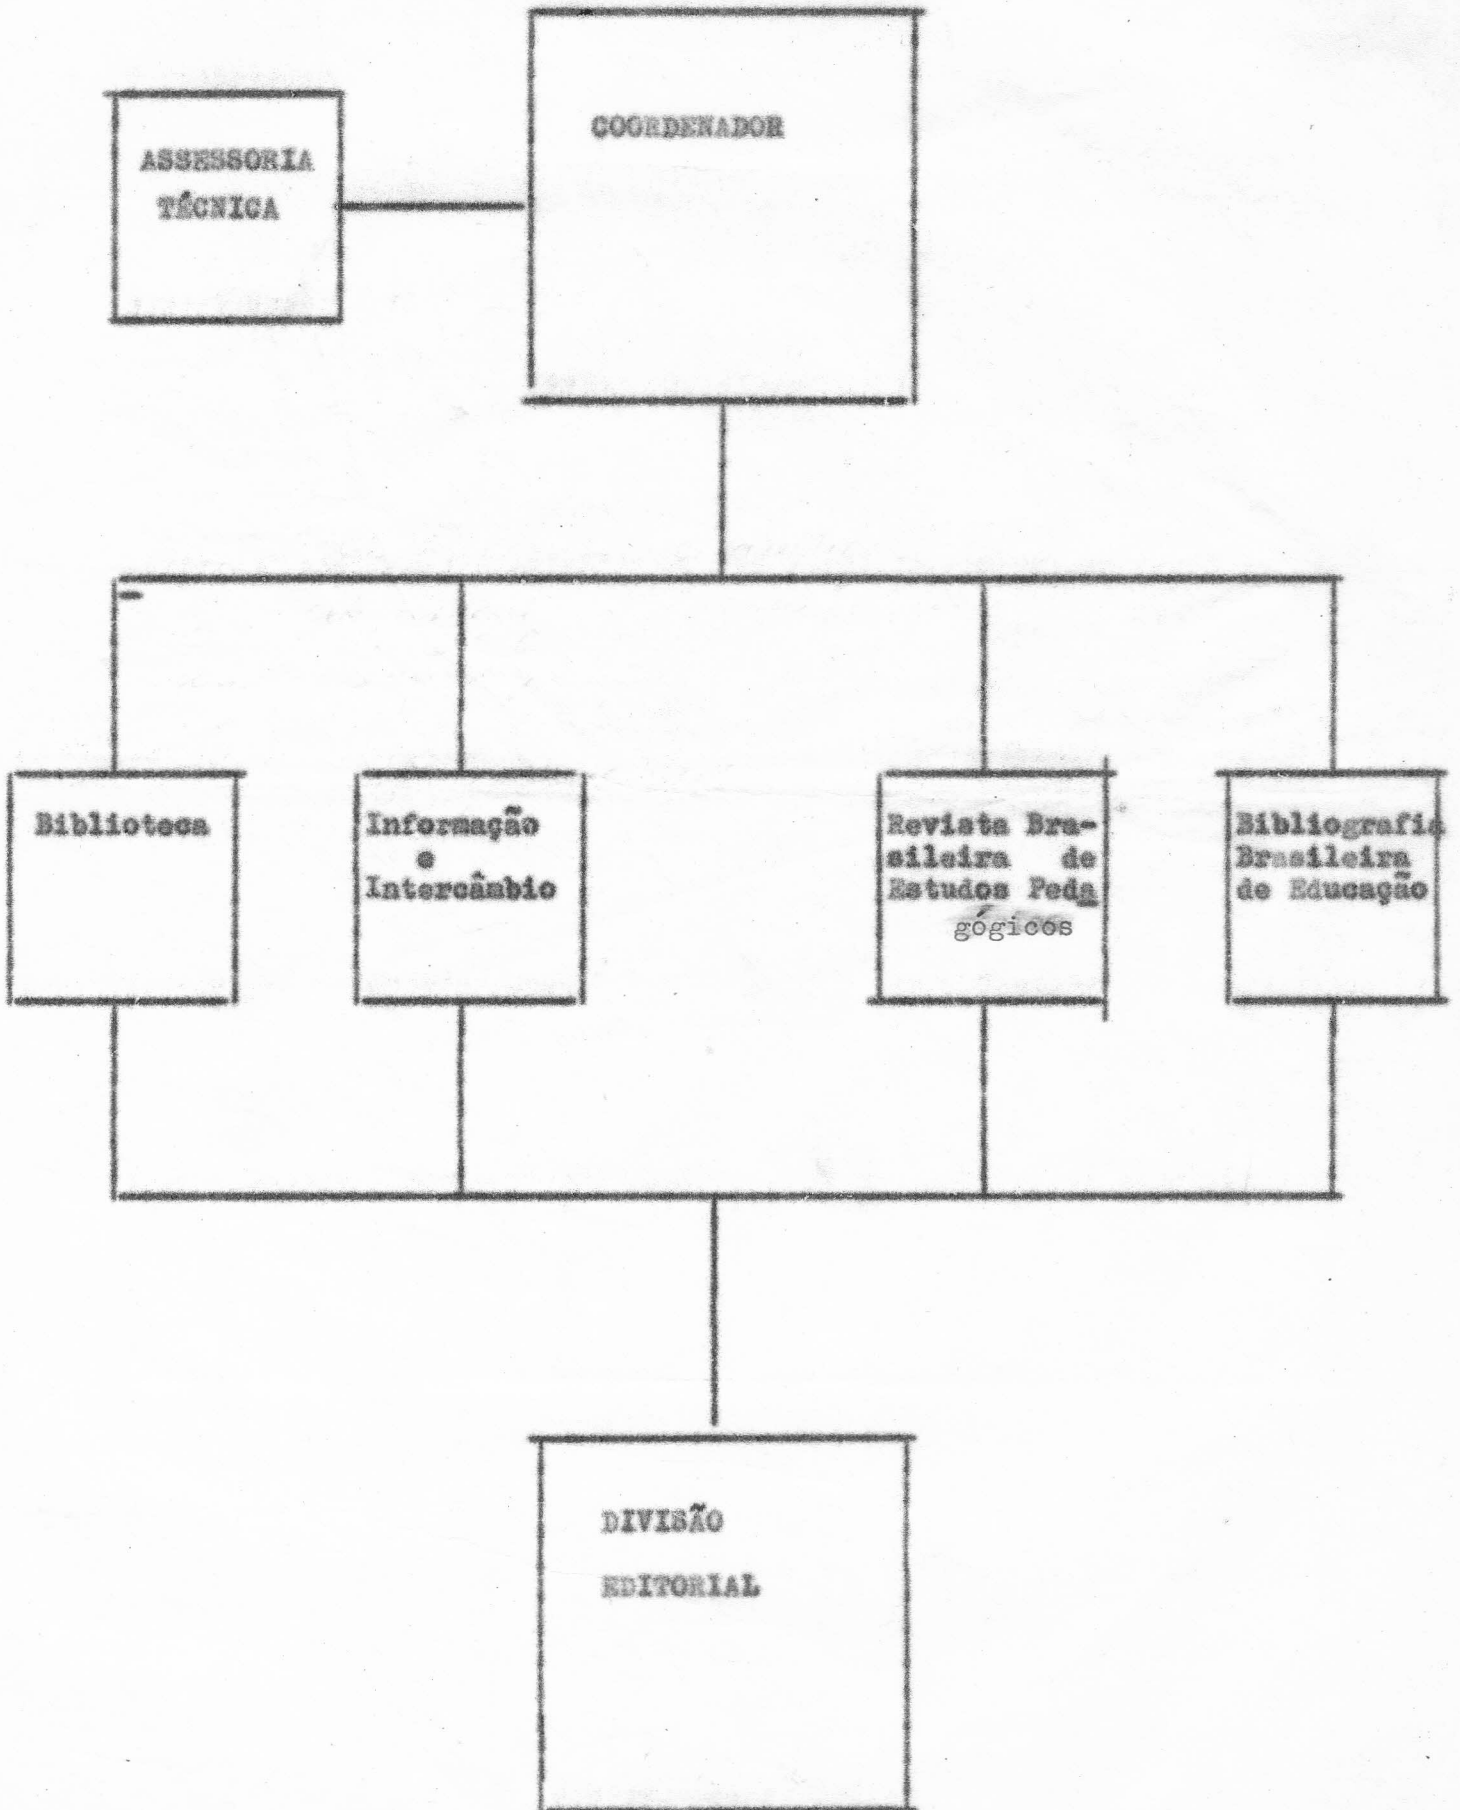 COORDENADOR
ASSESSORIA
TÉCNICA
Biblioteca
Informação
e
Intercâmbio
Revista Bra-
sileira de
Estudos Peda
gógicos
Bibliografia
Brasileira
de Educação
DIVISÃO
EDITORIAL